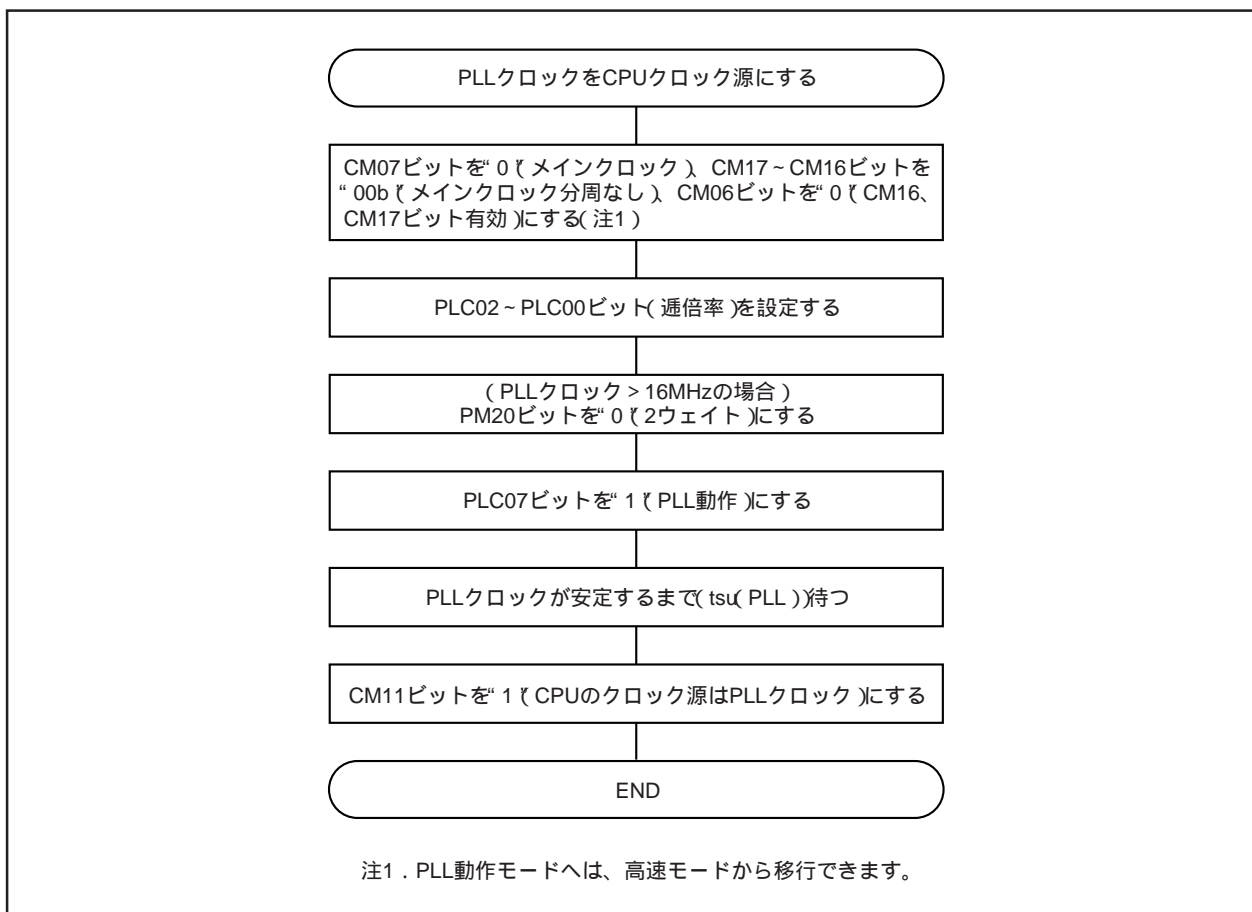 PLLクロックをCPUクロック源にする
CM07ビットを“0”(メインクロック)、CM17~CM16ビットを
“00b”(メインクロック分周なし)、CM06ビットを“0”(CM16、
CM17ビット有効)にする(注1)
PLC02~PLC00ビット(逓倍率)を設定する
(PLLクロック>16MHzの場合)
PM20ビットを“0”(2ウェイト)にする
PLC07ビットを“1”(PLL動作)にする
PLLクロックが安定するまで(tsu(PLL))待つ
CM11ビットを“1”(CPUのクロック源はPLLクロック)にする
END
注1.PLL動作モードへは、高速モードから移行できます。